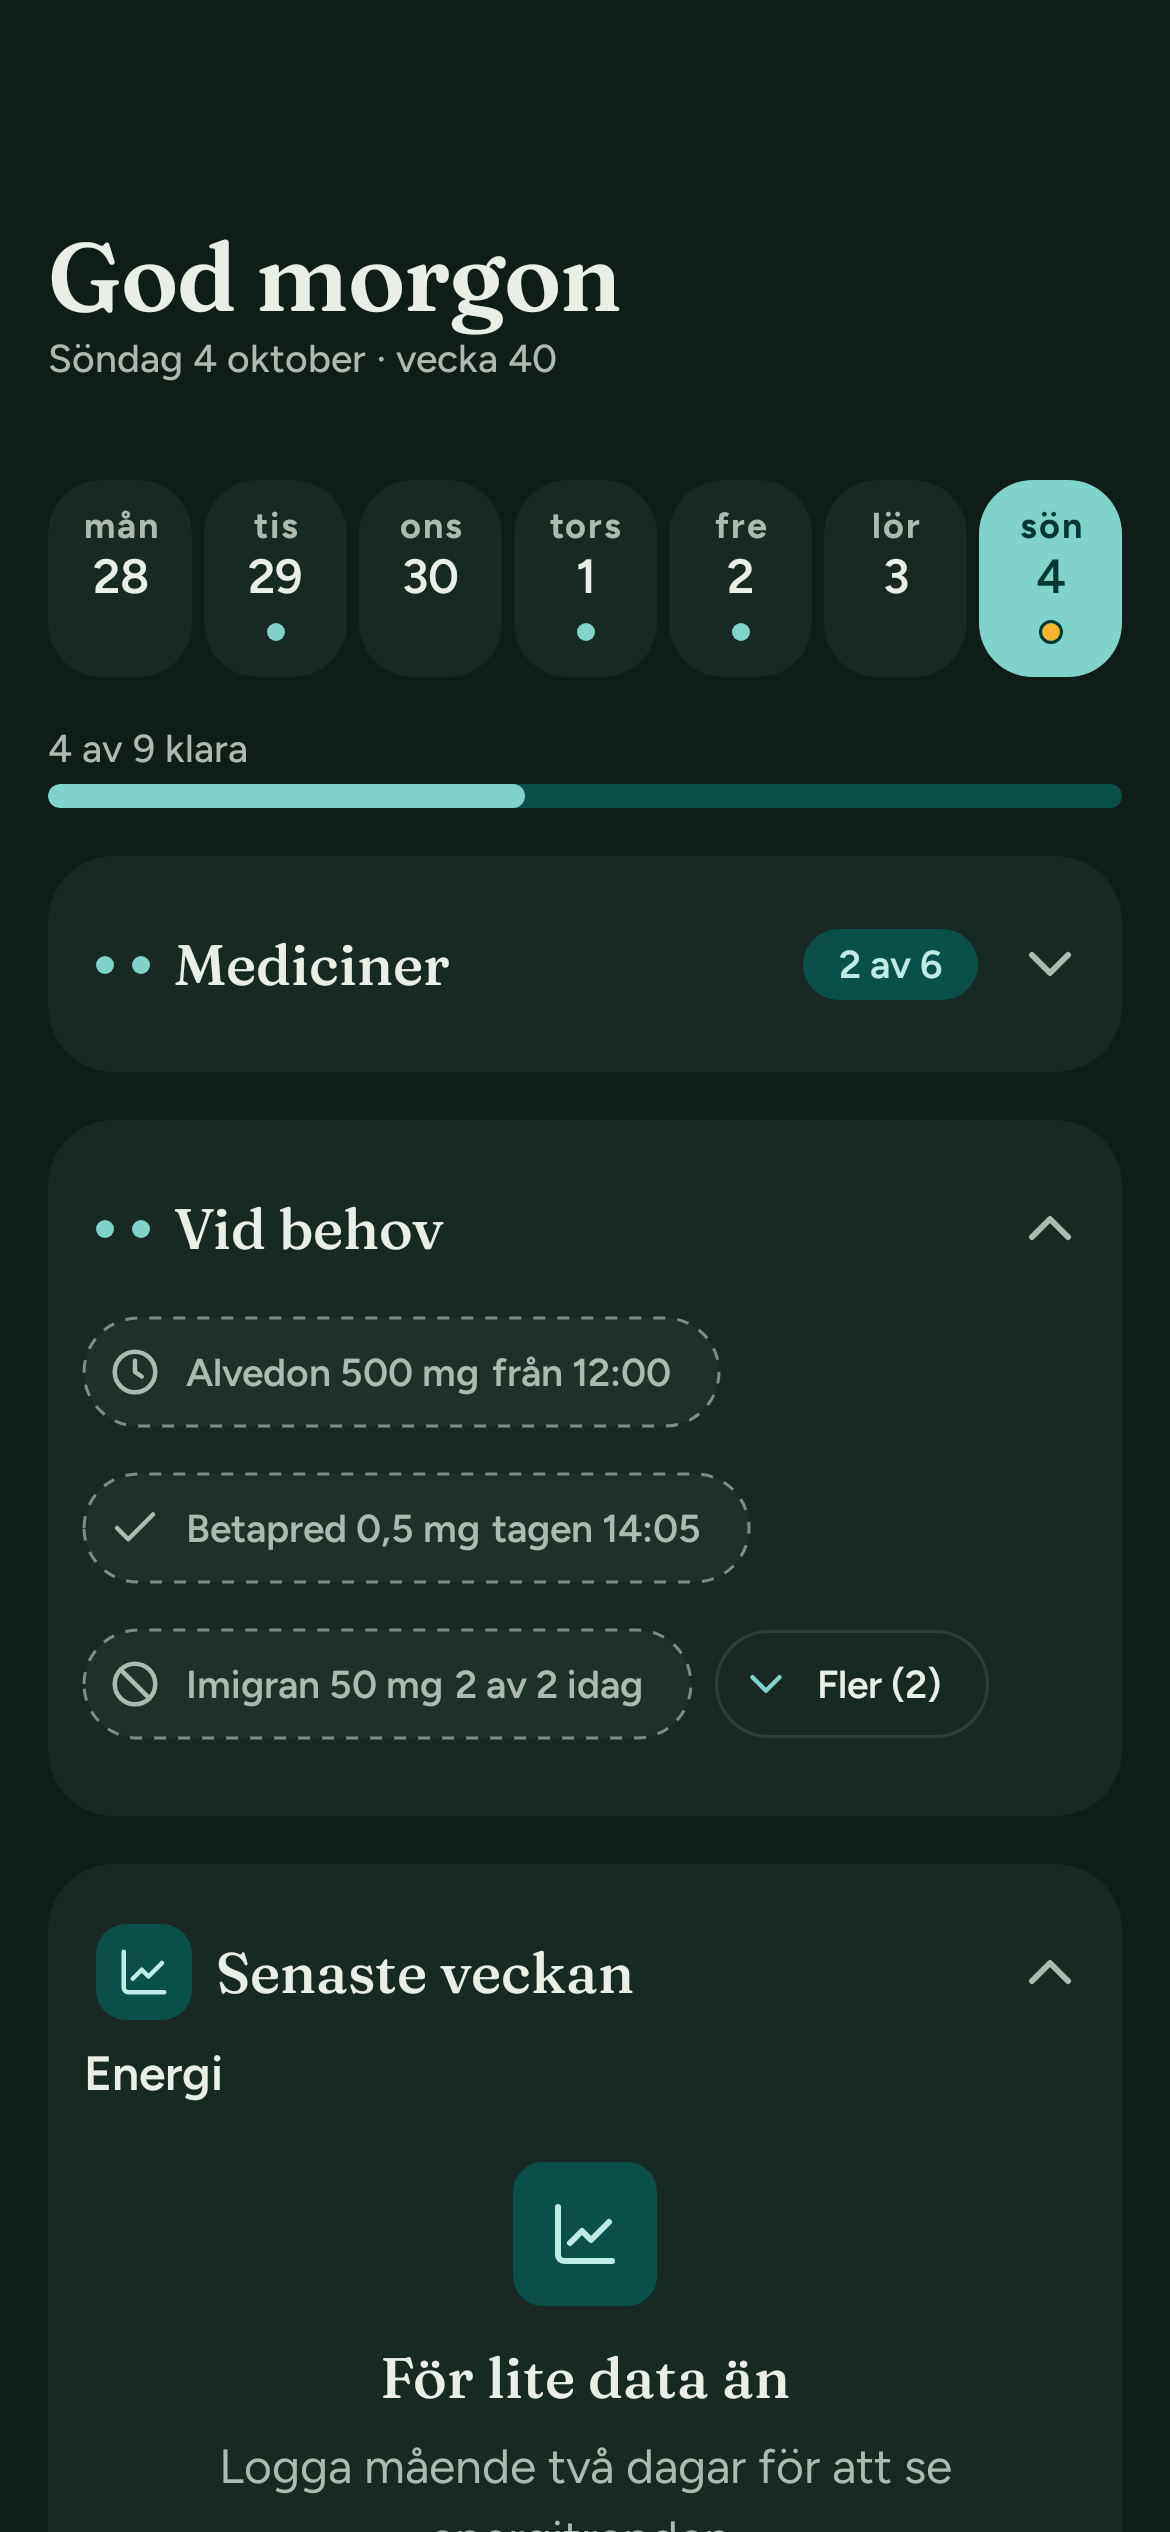 God morgon
Söndag 4 oktober · vecka 40
mån tis ons tors fre lör sön
28 29 30 1 2 3 4
4 av 9 klara
Mediciner 2 av 6
Vid behov
Alvedon 500 mg från 12:00
Betapred 0,5 mg tagen 14:05
Imigran 50 mg 2 av 2 idag Fler (2)
Senaste veckan
Energi
För lite data än
Logga mående två dagar för att se